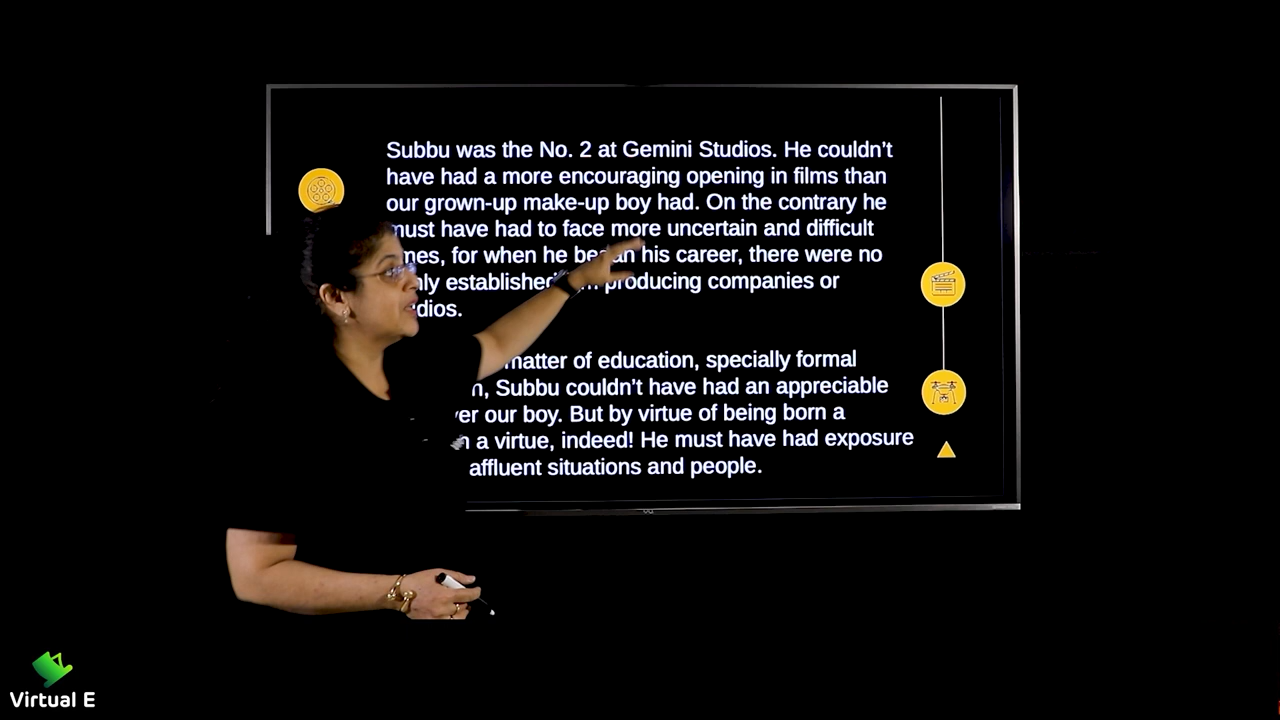 Subbu was the No. 2 at Gemini Studios. He couldn't
have had a more encouraging opening in films than
our grown-up make-up boy had. On the contrary he
must have had to face more uncertain and difficult
for when he began his career, there were no
established producing companies or
matter of education, specially formal
Subbu couldn't have had an appreciable
our boy. But by virtue of being born a
a virtue, indeed! He must have had exposure
affluent situations and people.
Virtual E